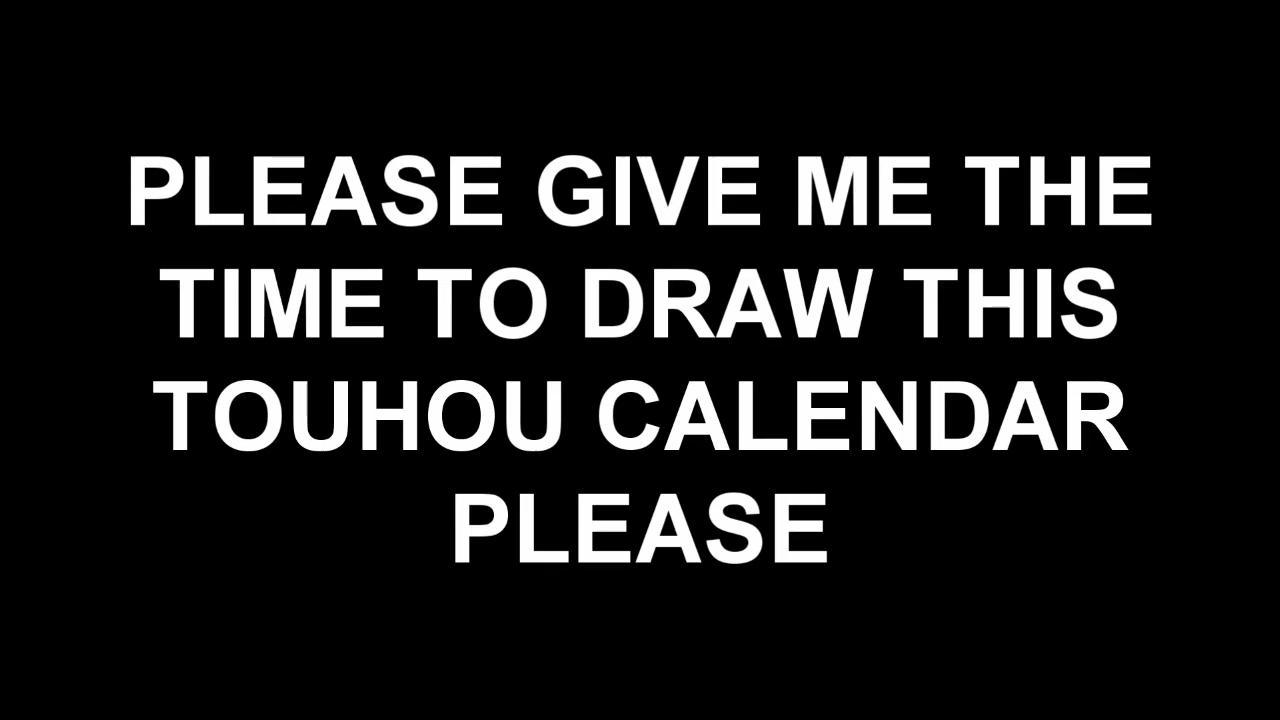 PLEASE GIVE ME THE
TIME TO DRAW THIS
TOUHOU CALENDAR
PLEASE